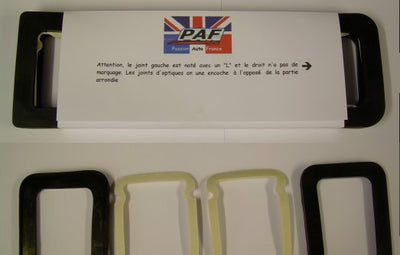 PAF
Passion Auto France
Attention, le joint gauche est noté avec un "L" et le droit n'a pas de
marquage. Les joints d'optiques on une encoche à l'opposé de la partie
arrondie